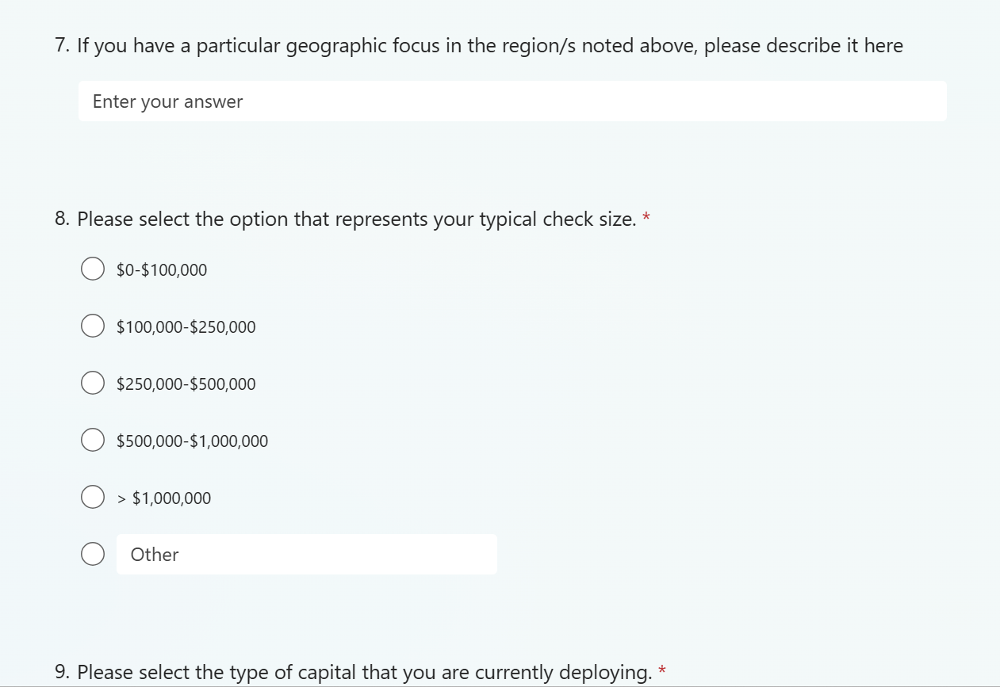 7. If you have a particular geographic focus in the region/s noted above, please describe it here
Enter your answer
8. Please select the option that represents your typical check size. *
$0-$100,000
$100,000-$250,000
$250,000-$500,000
$500,000-$1,000,000
> $1,000,000
Other
9. Please select the type of capital that you are currently deploying. *